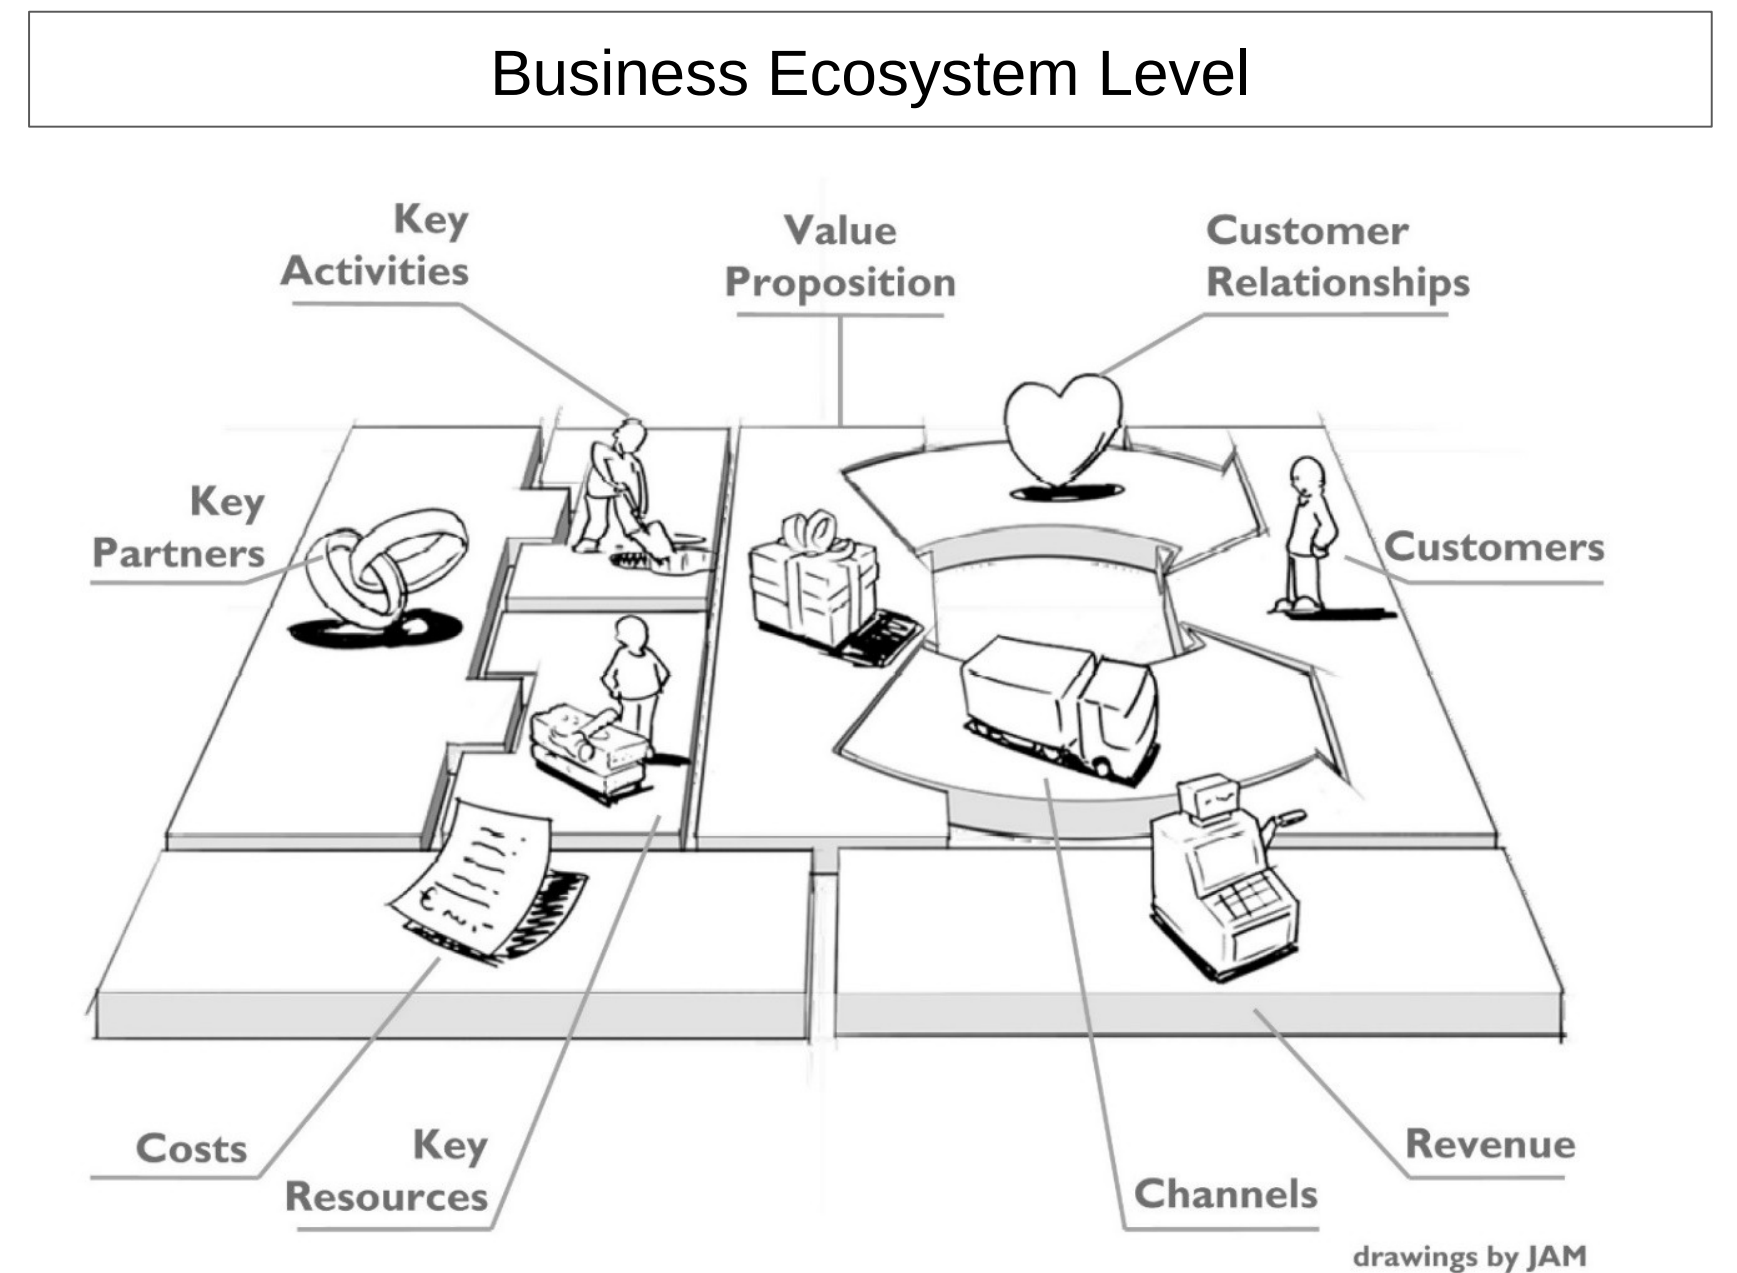 Business Ecosystem Level
Key
Activities
Value
Proposition
Customer
Relationships
Key
Partners
Customers
€
Costs
Key
Resources
Revenue
Channels
drawings by JAM